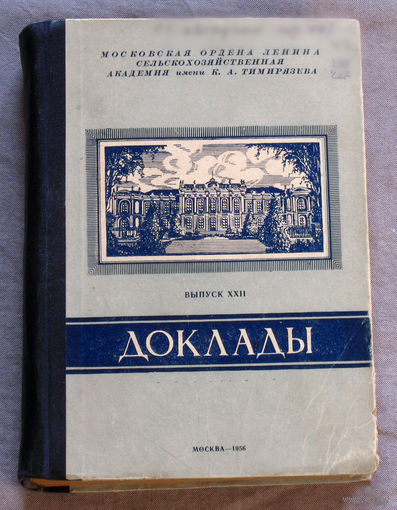 МОСКОВСКАЯ ОРДЕНА ЛЕНИНА
СЕЛЬСКОХОЗЯЙСТВЕННАЯ
АКАДЕМИЯ имени К. А. ТИМИРЯЗЕВА
ВЫПУСК XXII
ДОКЛАДЫ
МОСКВА—1956